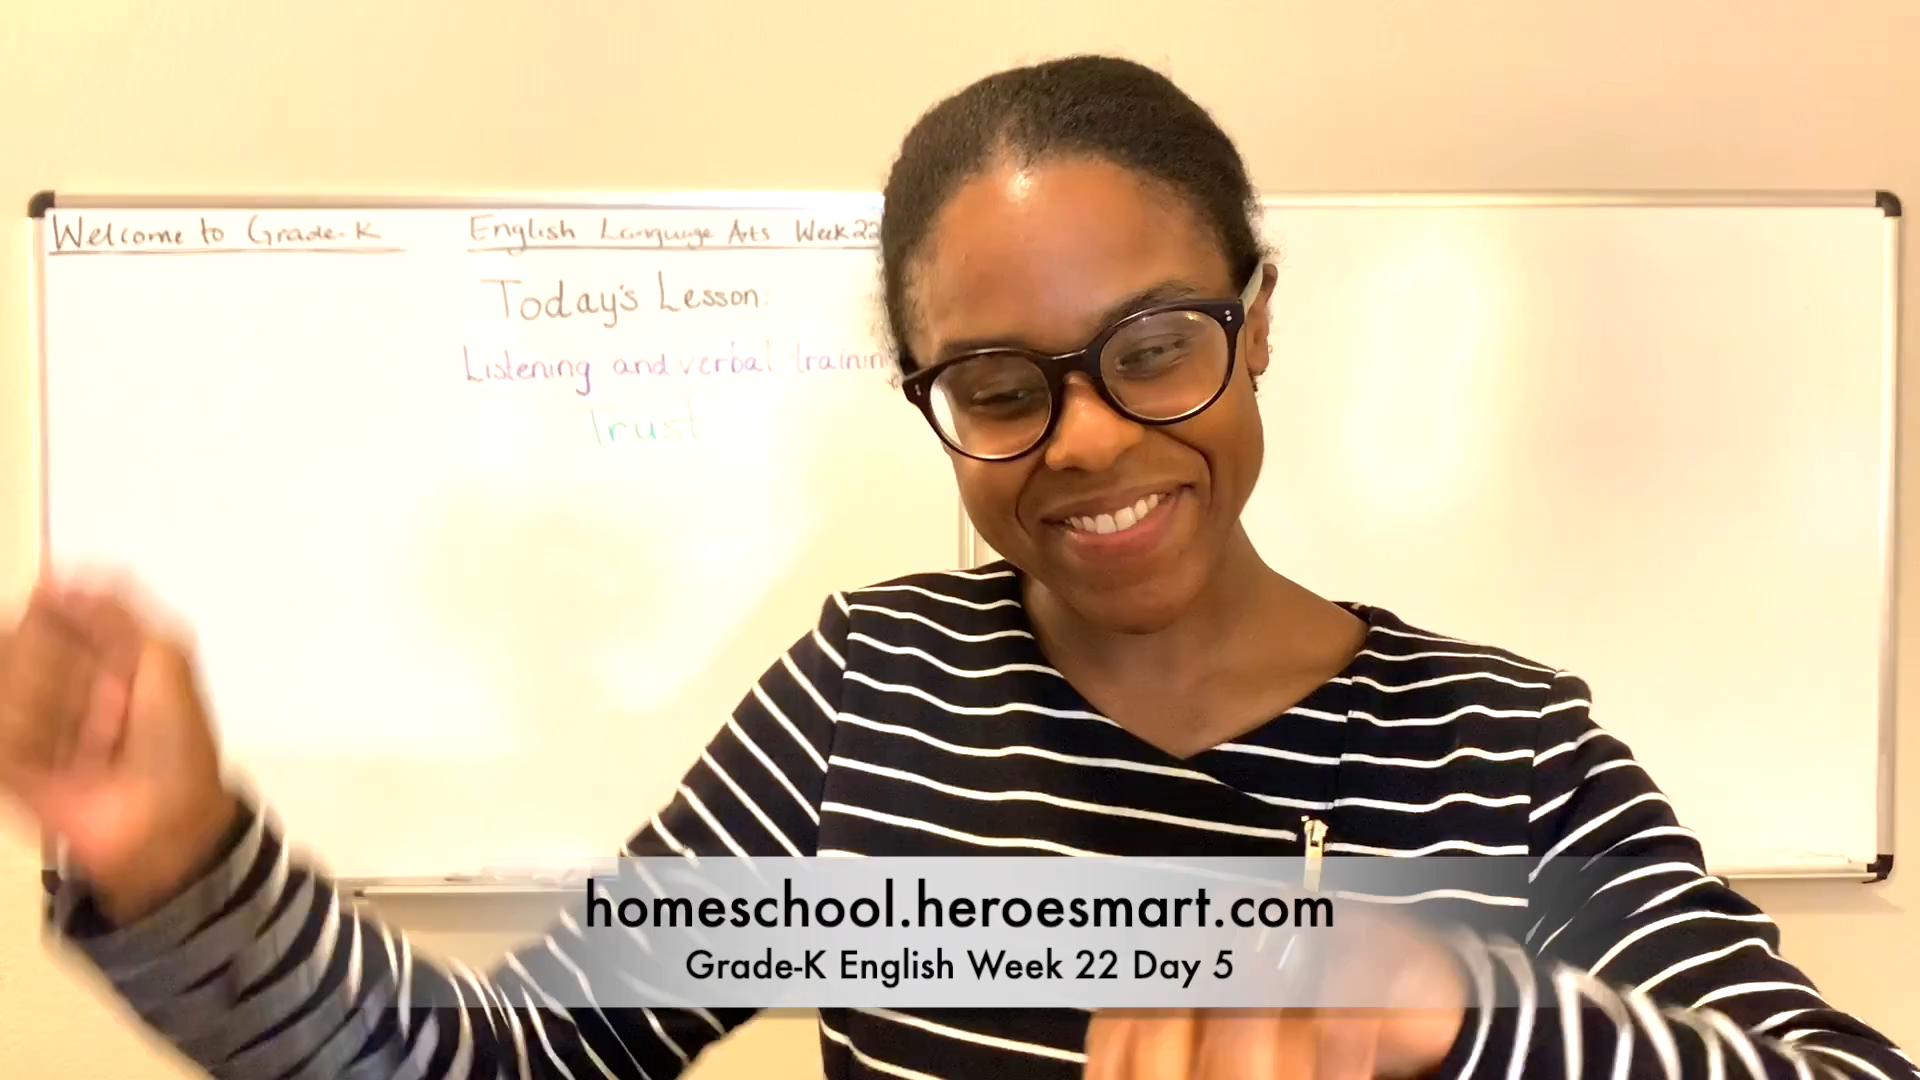 Welcome to Grade-K
English Language Arts Week 22
Today's Lesson:
Listening and verbal training
Trust
homeschool.heroesmart.com
Grade-K English Week 22 Day 5